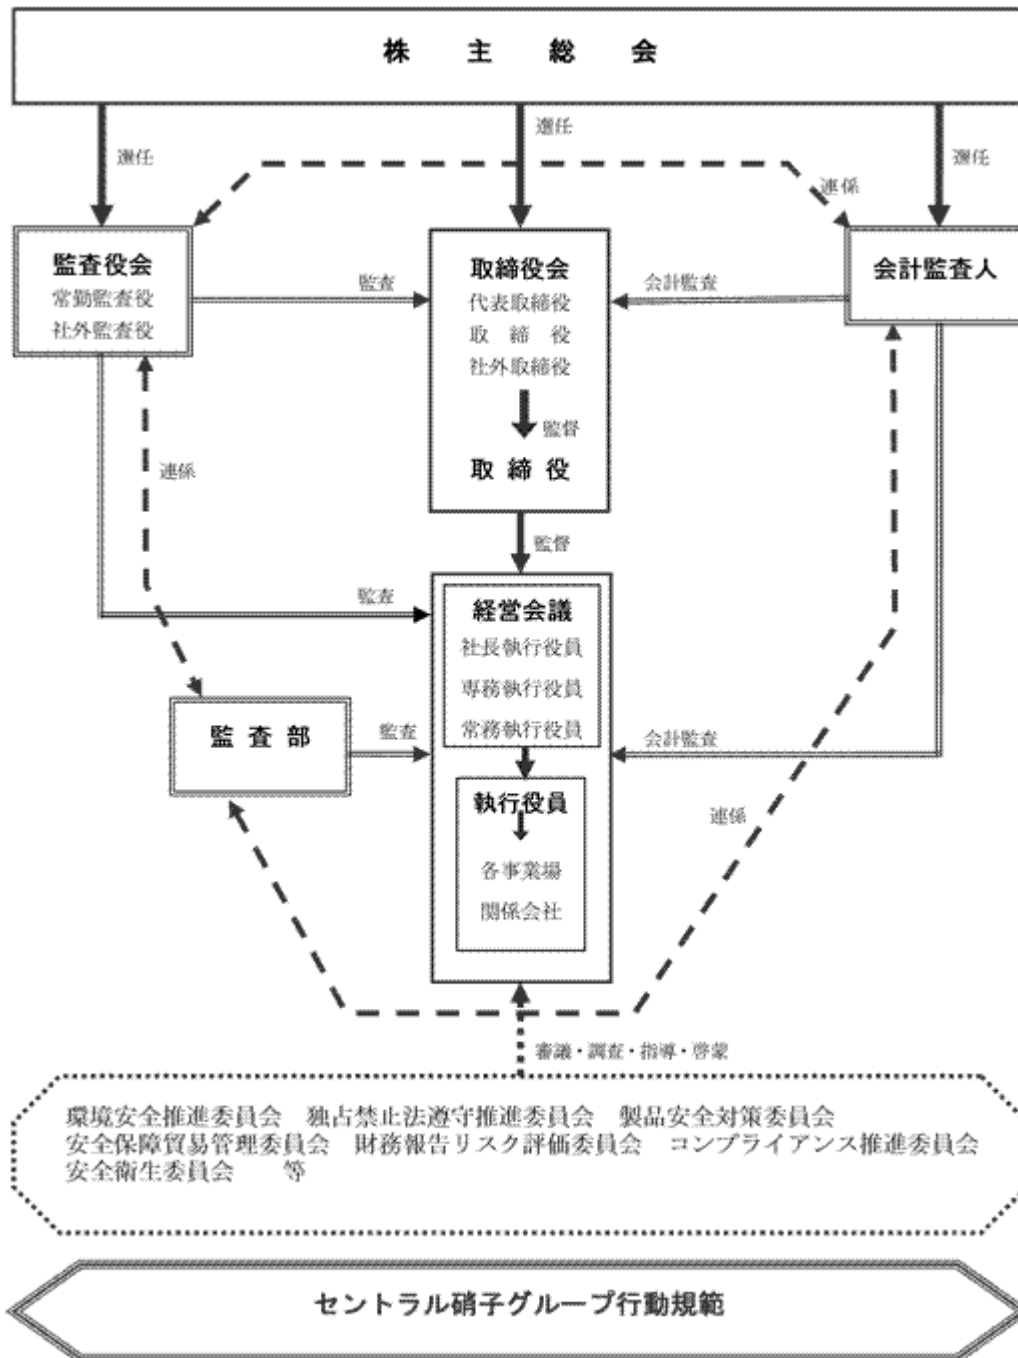 株主総会
選任
選任
選任
連係
監査役会
常勤監査役
社外監査役
監査
取締役会
代表取締役
取締役
社外取締役
監督
取締役
会計監査
会計監査人
連係
監督
監査
経営会議
社長執行役員
専務執行役員
常務執行役員
監査部
監査
会計監査
執行役員
各事業場
関係会社
連係
審議・調査・指導・啓蒙
環境安全推進委員会 独占禁止法遵守推進委員会 製品安全対策委員会
安全保障貿易管理委員会 財務報告リスク評価委員会 コンプライアンス推進委員会
安全衛生委員会 等
セントラル硝子グループ行動規範